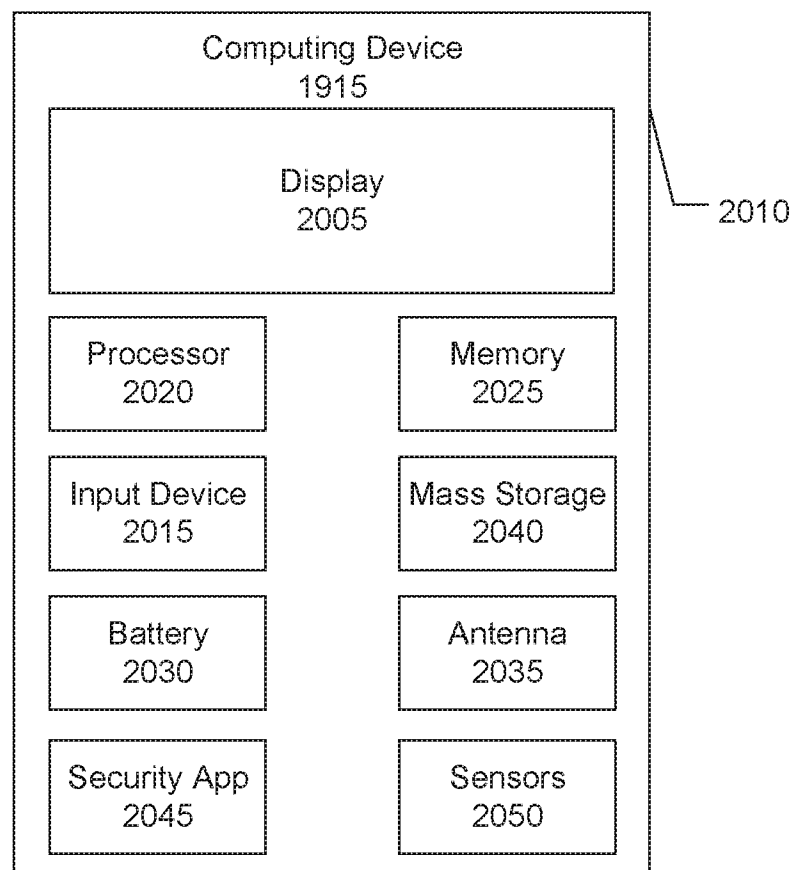 Computing Device
1915
Display
2005
2010
Processor
2020
Memory
2025
Input Device
2015
Mass Storage
2040
Battery
2030
Antenna
2035
Security App
2045
Sensors
2050